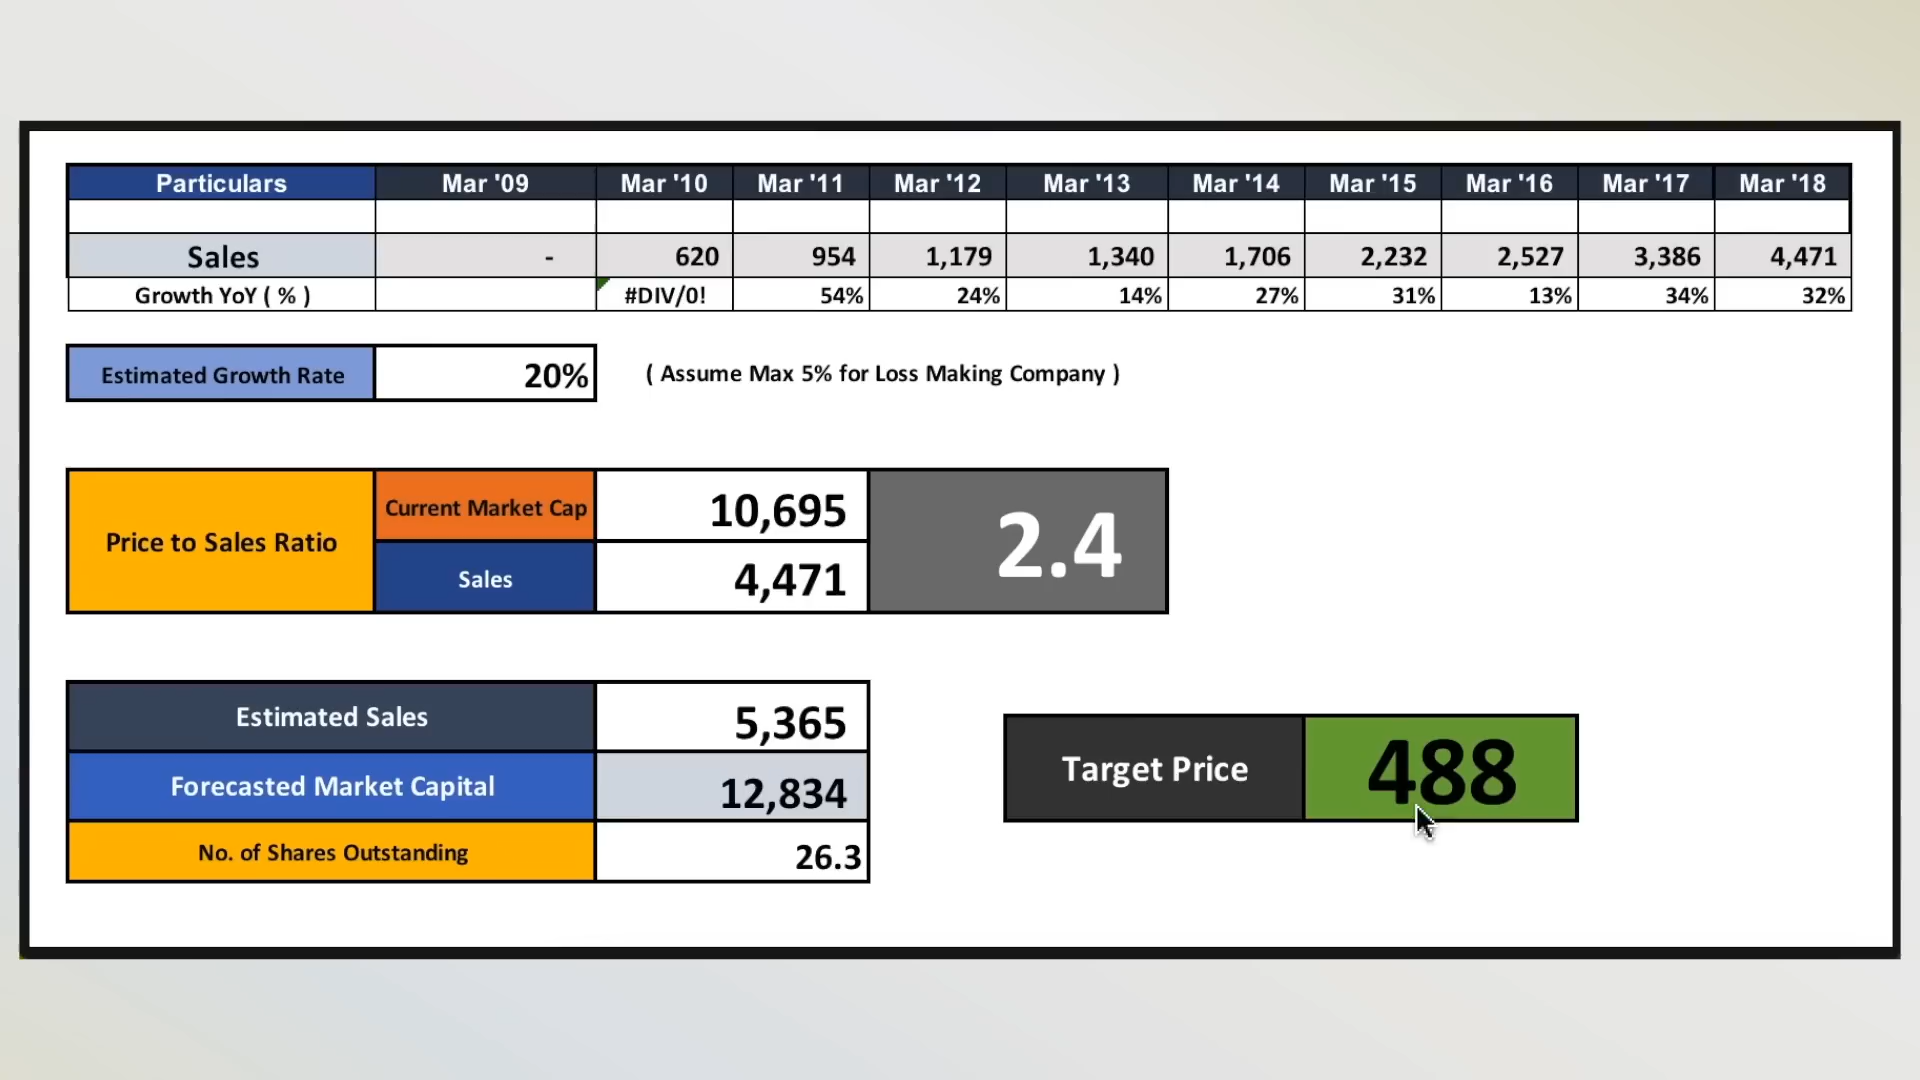 Particulars Mar '09 Mar '10 Mar '11 Mar '12 Mar '13 Mar '14 Mar '15 Mar '16 Mar '17 Mar '18
Sales - 620 954 1,179 1,340 1,706 2,232 2,527 3,386 4,471
Growth YoY ( % ) #DIV/0! 54% 24% 14% 27% 31% 13% 34% 32%
Estimated Growth Rate 20% ( Assume Max 5% for Loss Making Company )
Price to Sales Ratio
Current Market Cap 10,695
Sales 4,471
2.4
Estimated Sales 5,365
Forecasted Market Capital 12,834
No. of Shares Outstanding 26.3
Target Price 488